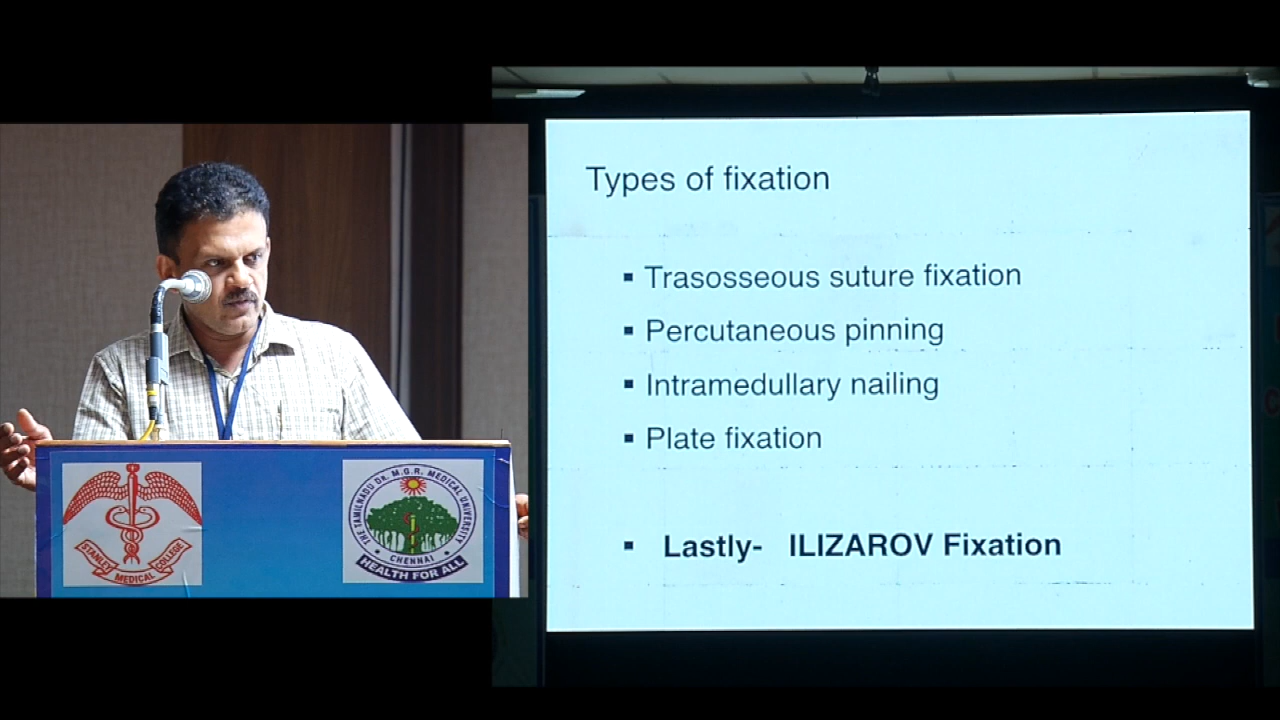 Types of fixation
▪ Trasosseous suture fixation
▪ Percutaneous pinning
▪ Intramedullary nailing
▪ Plate fixation
▪ Lastly- ILIZAROV Fixation
STANLEY
MEDICAL COLLEGE
THE TAMILNADU DR. M.G.R. MEDICAL UNIVERSITY
CHENNAI
HEALTH FOR ALL